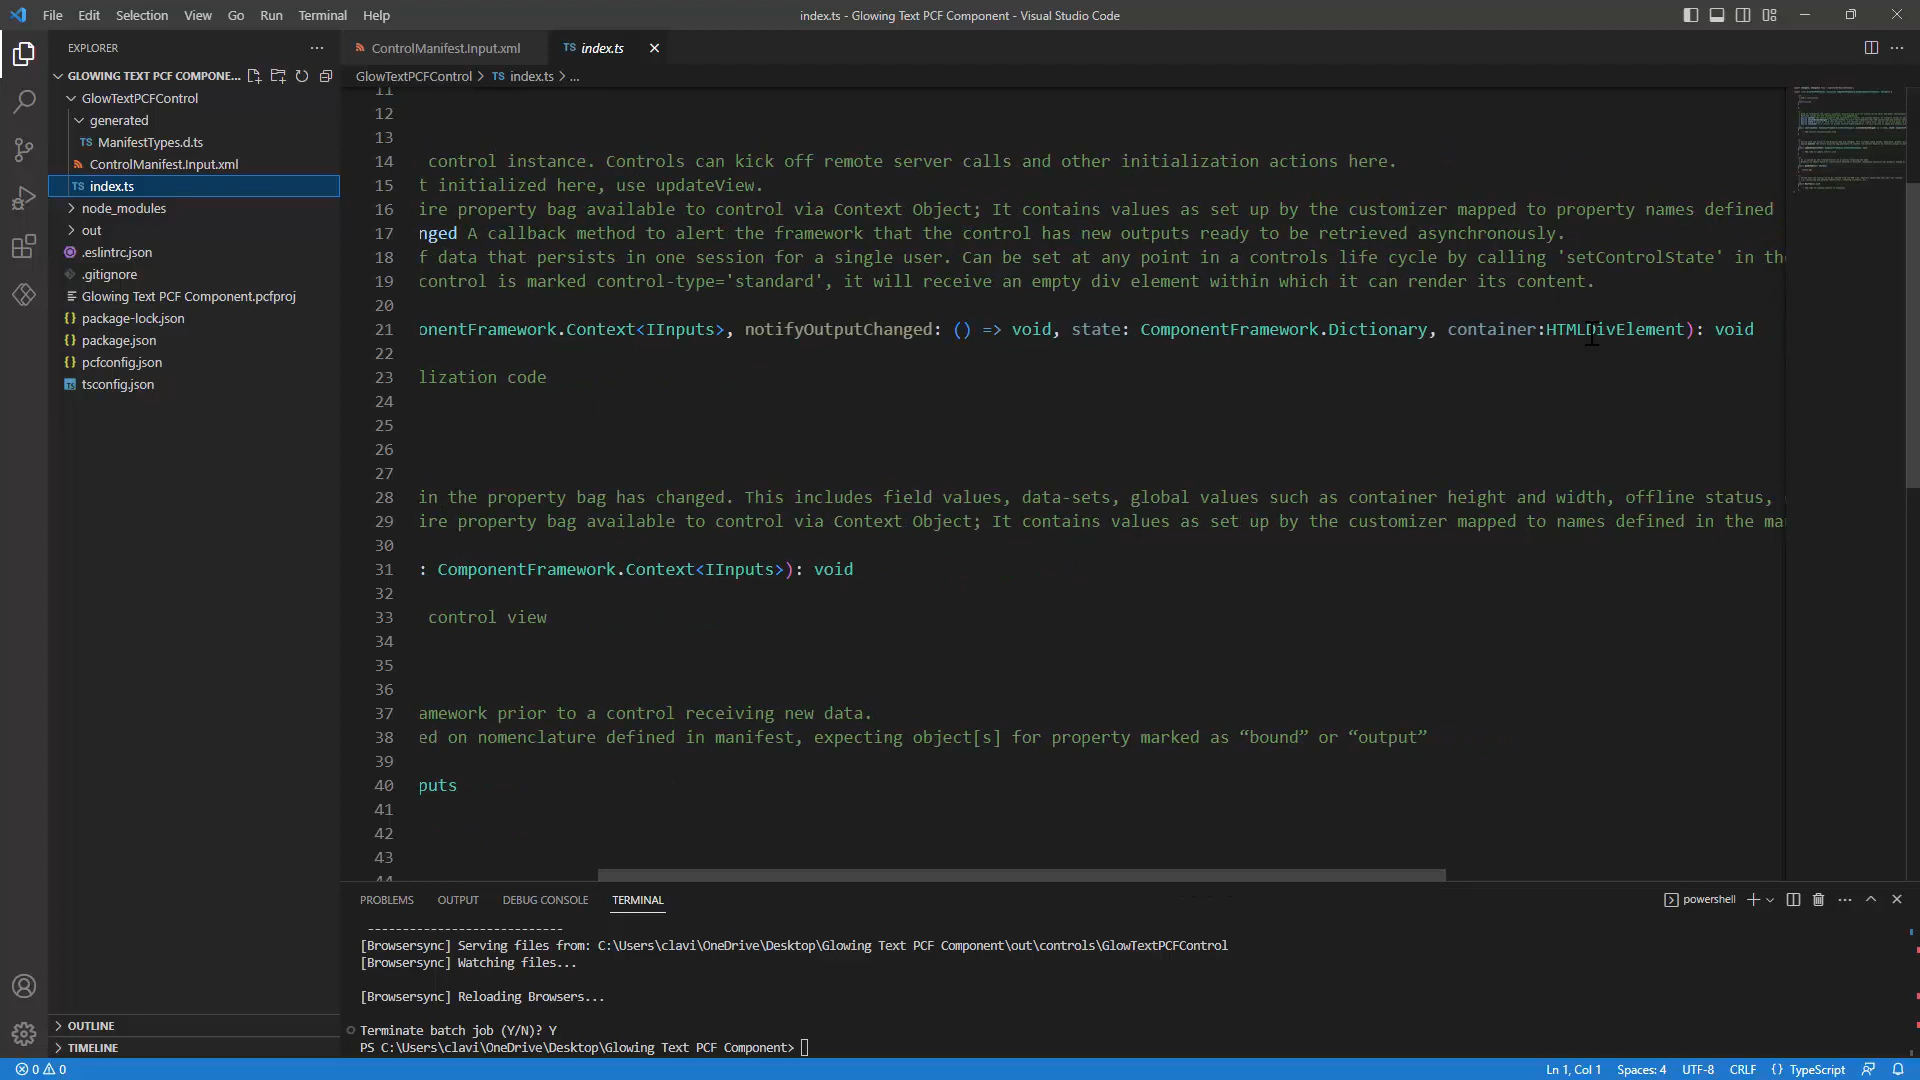 File Edit Selection View Go Run Terminal Help
index.ts - Glowing Text PCF Component - Visual Studio Code
EXPLORER
GLOWING TEXT PCF COMPONE...
GlowTextPCFControl
generated
TS ManifestTypes.d.ts
ControlManifest.Input.xml
TS index.ts
node_modules
out
.eslintrc.json
.gitignore
Glowing Text PCF Component.pcfproj
{} package-lock.json
{} package.json
{} pcfconfig.json
TS tsconfig.json
OUTLINE
TIMELINE
ControlManifest.Input.xml
TS index.ts
GlowTextPCFControl > TS index.ts > ...
11
12
13
14 control instance. Controls can kick off remote server calls and other initialization actions here.
15 t initialized here, use updateView.
16 ire property bag available to control via Context Object; It contains values as set up by the customizer mapped to property names defined
17 nged A callback method to alert the framework that the control has new outputs ready to be retrieved asynchronously.
18 f data that persists in one session for a single user. Can be set at any point in a controls life cycle by calling 'setControlState' in the
19 control is marked control-type='standard', it will receive an empty div element within which it can render its content.
20
21 onentFramework.Context<IInputs>, notifyOutputChanged: () => void, state: ComponentFramework.Dictionary, container:HTMLDivElement): void
22
23 lization code
24
25
26
27
28 in the property bag has changed. This includes field values, data-sets, global values such as container height and width, offline status,
29 ire property bag available to control via Context Object; It contains values as set up by the customizer mapped to names defined in the ma
30
31 : ComponentFramework.Context<IInputs>): void
32
33 control view
34
35
36
37 amework prior to a control receiving new data.
38 ed on nomenclature defined in manifest, expecting object[s] for property marked as “bound” or “output”
39
40 puts
41
42
43
44
PROBLEMS OUTPUT DEBUG CONSOLE TERMINAL
powershell
----------------------------
[Browsersync] Serving files from: C:\Users\clavi\OneDrive\Desktop\Glowing Text PCF Component\out\controls\GlowTextPCFControl
[Browsersync] Watching files...
[Browsersync] Reloading Browsers...
Terminate batch job (Y/N)? Y
PS C:\Users\clavi\OneDrive\Desktop\Glowing Text PCF Component>
0 0
Ln 1, Col 1 Spaces: 4 UTF-8 CRLF {} TypeScript